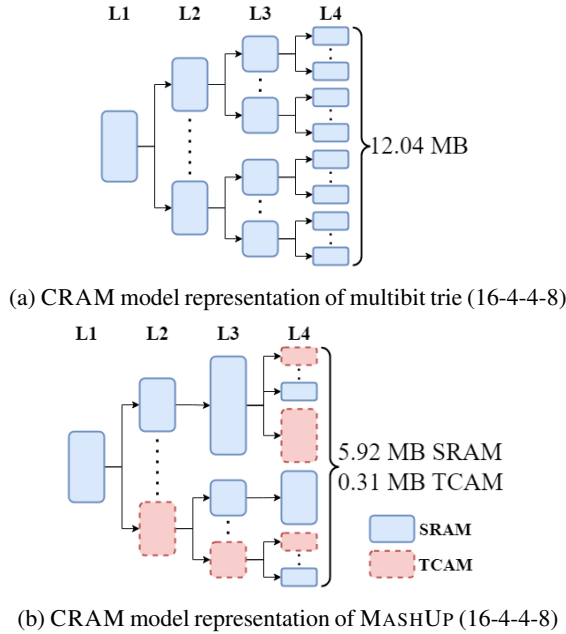 L1 L2 L3 L4
12.04 MB
(a) CRAM model representation of multibit trie (16-4-4-8)
L1 L2 L3 L4
5.92 MB SRAM
0.31 MB TCAM
SRAM
TCAM
(b) CRAM model representation of MASHUP (16-4-4-8)